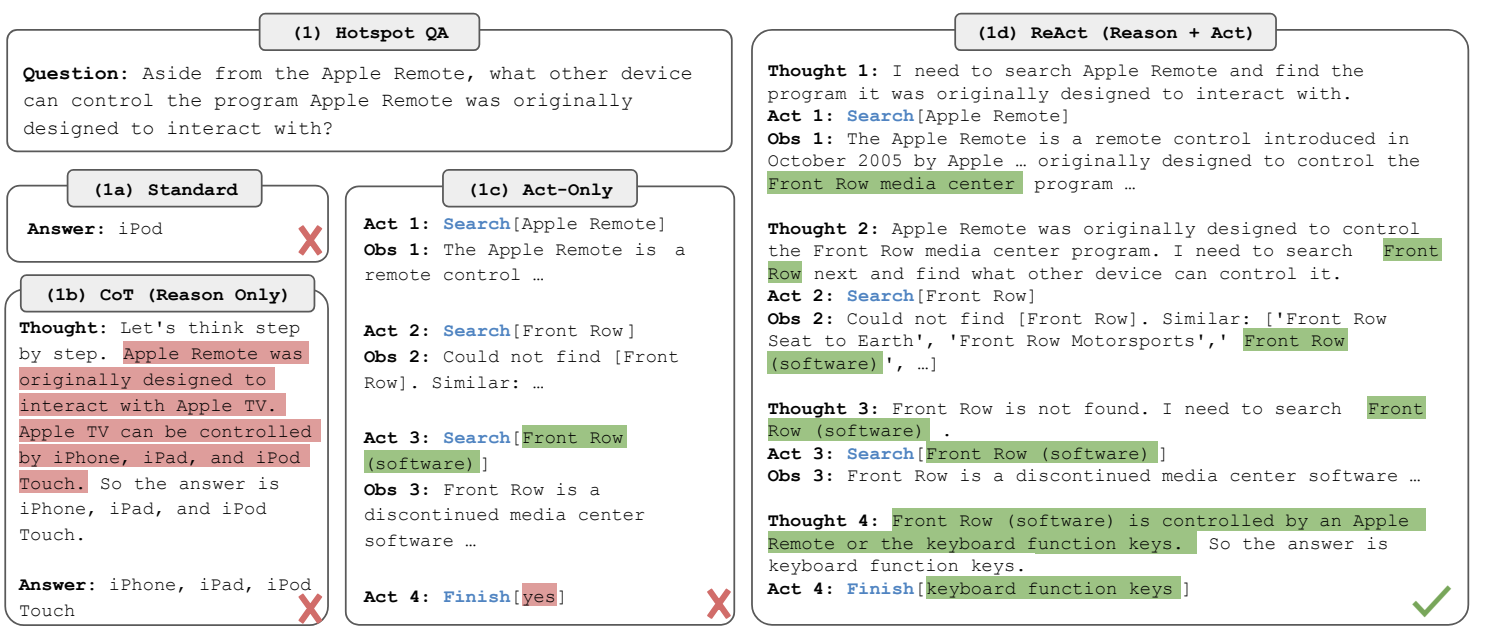 (1) Hotspot QA
Question: Aside from the Apple Remote, what other device
can control the program Apple Remote was originally
designed to interact with?
(1a) Standard
Answer: iPod
(1b) CoT (Reason Only)
Thought: Let's think step
by step. Apple Remote was
originally designed to
interact with Apple TV.
Apple TV can be controlled
by iPhone, iPad, and iPod
Touch. So the answer is
iPhone, iPad, and iPod
Touch.
Answer: iPhone, iPad, iPod
Touch
(1c) Act-Only
Act 1: Search[Apple Remote]
Obs 1: The Apple Remote is a
remote control …
Act 2: Search[Front Row]
Obs 2: Could not find [Front
Row]. Similar: …
Act 3: Search[Front Row
(software)]
Obs 3: Front Row is a
discontinued media center
software …
Act 4: Finish[yes]
(1d) ReAct (Reason + Act)
Thought 1: I need to search Apple Remote and find the
program it was originally designed to interact with.
Act 1: Search[Apple Remote]
Obs 1: The Apple Remote is a remote control introduced in
October 2005 by Apple … originally designed to control the
Front Row media center program …
Thought 2: Apple Remote was originally designed to control
the Front Row media center program. I need to search Front
Row next and find what other device can control it.
Act 2: Search[Front Row]
Obs 2: Could not find [Front Row]. Similar: ['Front Row
Seat to Earth', 'Front Row Motorsports',' Front Row
(software)', …]
Thought 3: Front Row is not found. I need to search Front
Row (software) .
Act 3: Search[Front Row (software)]
Obs 3: Front Row is a discontinued media center software …
Thought 4: Front Row (software) is controlled by an Apple
Remote or the keyboard function keys. So the answer is
keyboard function keys.
Act 4: Finish[keyboard function keys]